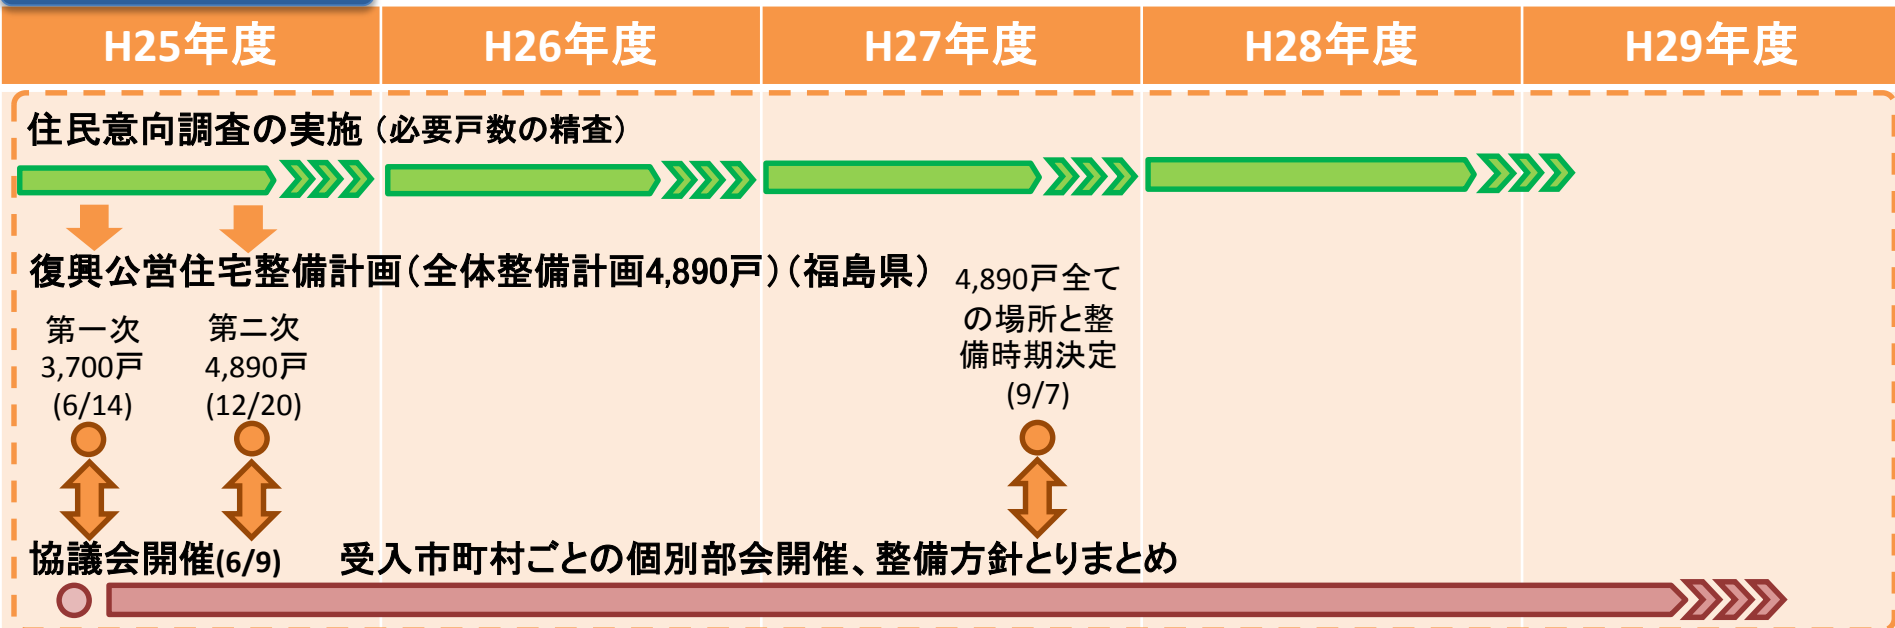 H25年度 H26年度 H27年度 H28年度 H29年度
住民意向調査の実施（必要戸数の精査）
復興公営住宅整備計画（全体整備計画4,890戸）（福島県）
第一次
3,700戸
(6/14)
第二次
4,890戸
(12/20)
4,890戸全て
の場所と整
備時期決定
(9/7)
協議会開催(6/9)
受入市町村ごとの個別部会開催、整備方針とりまとめ